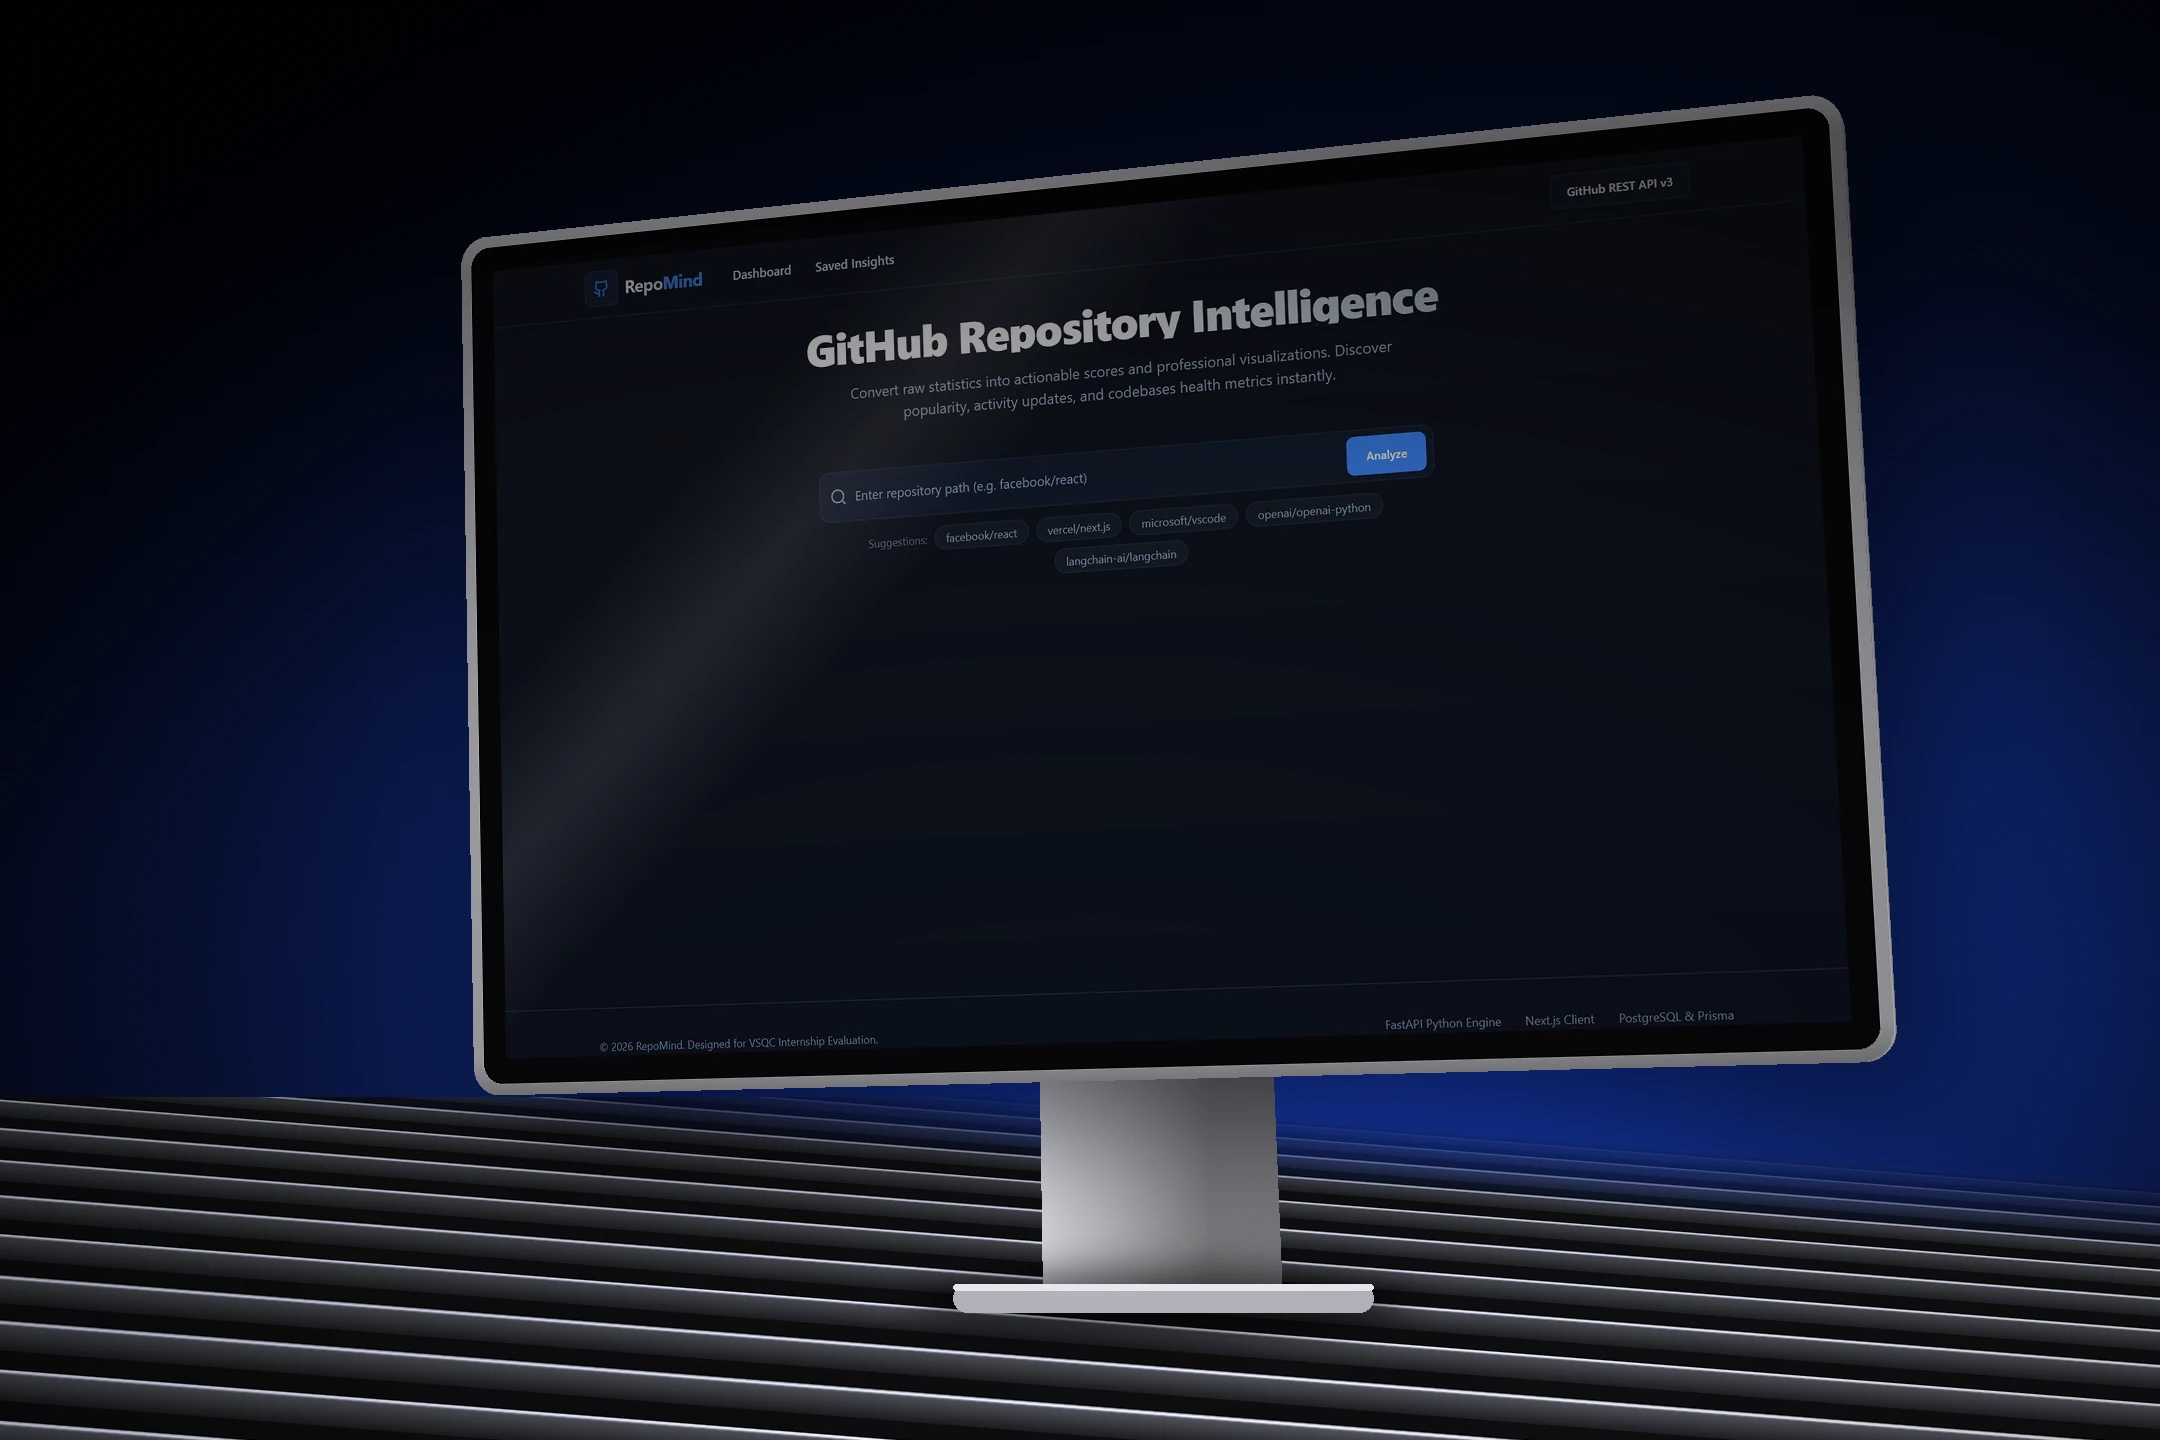 GitHub REST API v3
RepoMind Dashboard Saved Insights
GitHub Repository Intelligence
Convert raw statistics into actionable scores and professional visualizations. Discover
popularity, activity updates, and codebases health metrics instantly.
Enter repository path (e.g. facebook/react) Analyze
Suggestions: facebook/react vercel/next.js microsoft/vscode openai/openai-python
langchain-ai/langchain
© 2026 RepoMind. Designed for VSQC Internship Evaluation. FastAPI Python Engine Next.js Client PostgreSQL & Prisma